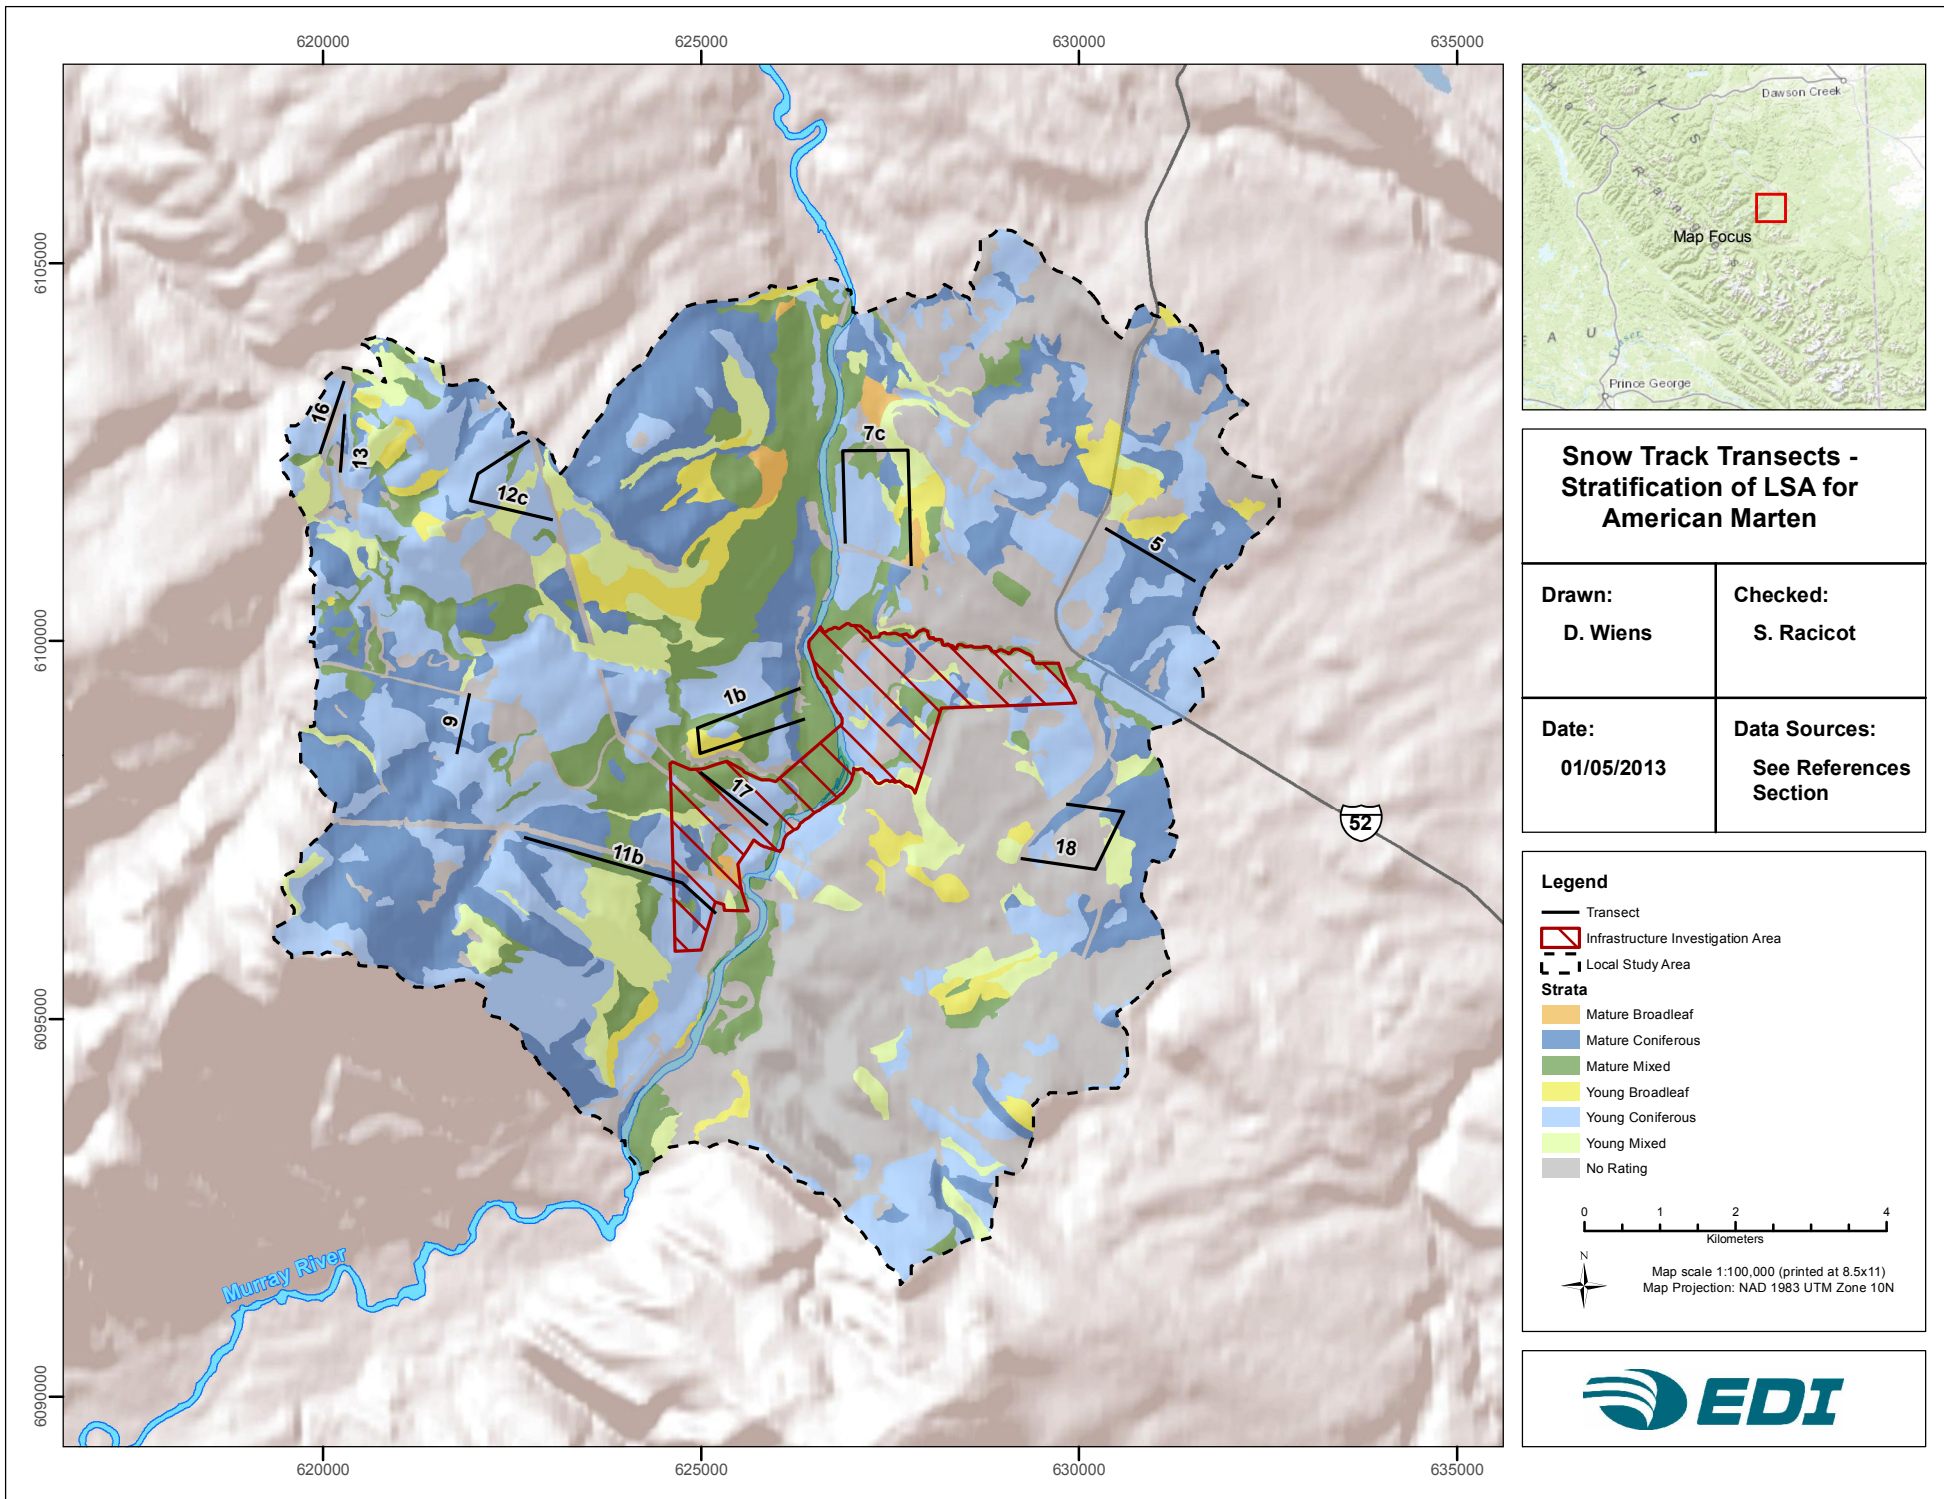 620000
625000
630000
635000
6105000
6100000
6095000
6090000
16
13
12c
7c
5
1b
9
17
11b
18
52
Murray River
620000
625000
630000
635000
Dawson Creek
Map Focus
Prince George
Snow Track Transects -
Stratification of LSA for
American Marten
Drawn:
D. Wiens
Checked:
S. Racicot
Date:
01/05/2013
Data Sources:
See References
Section
Legend
Transect
Infrastructure Investigation Area
Local Study Area
Strata
Mature Broadleaf
Mature Coniferous
Mature Mixed
Young Broadleaf
Young Coniferous
Young Mixed
No Rating
0 1 2 4
Kilometers
N
Map scale 1:100,000 (printed at 8.5x11)
Map Projection: NAD 1983 UTM Zone 10N
EDI